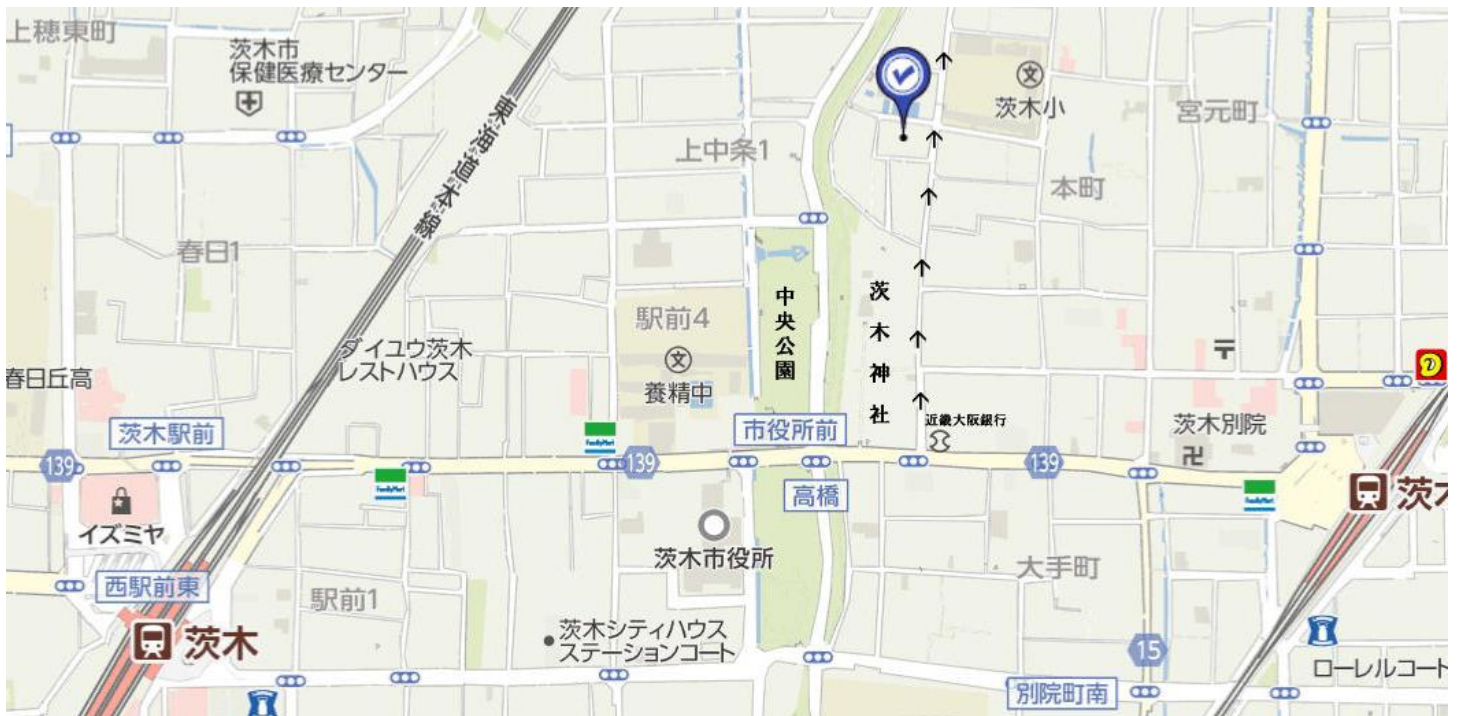 上穂東町
茨木市
保健医療センター
東海道本線
茨木小
宮元町
上中条1
本町
春日1
駅前4
中央公園
茨木神社
ダイユウ茨木
レストハウス
春日丘高
養精中
茨木駅前
市役所前
近畿大阪銀行
茨木別院
139
FamilyMart
139
139
FamilyMart
FamilyMart
高橋
イズミヤ
茨木市役所
大手町
西駅前東
駅前1
茨木
茨木シティハウス
ステーションコート
15
ローレルコート
別院町南